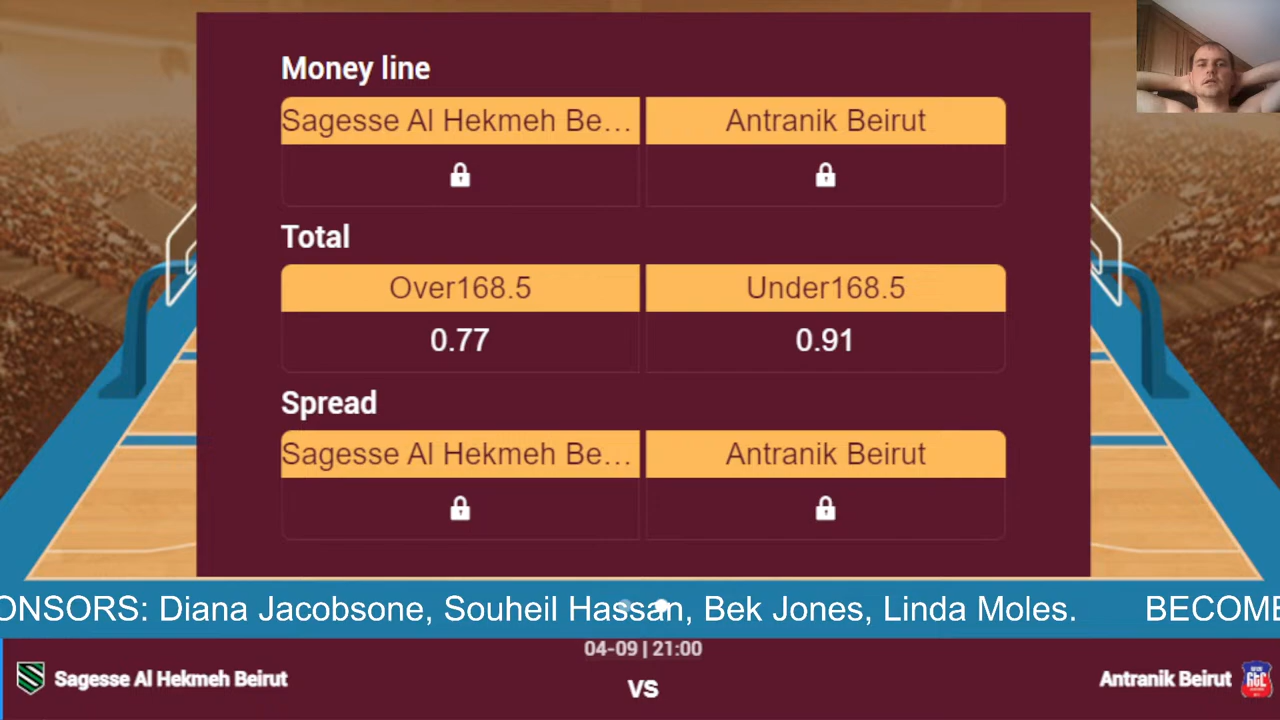 Money line
Sagesse Al Hekmeh Be... Antranik Beirut
Total
Over168.5 Under168.5
0.77 0.91
Spread
Sagesse Al Hekmeh Be... Antranik Beirut
ONSORS: Diana Jacobsone, Souheil Hassan, Bek Jones, Linda Moles. BECOME
04-09 | 21:00
Sagesse Al Hekmeh Beirut vs Antranik Beirut